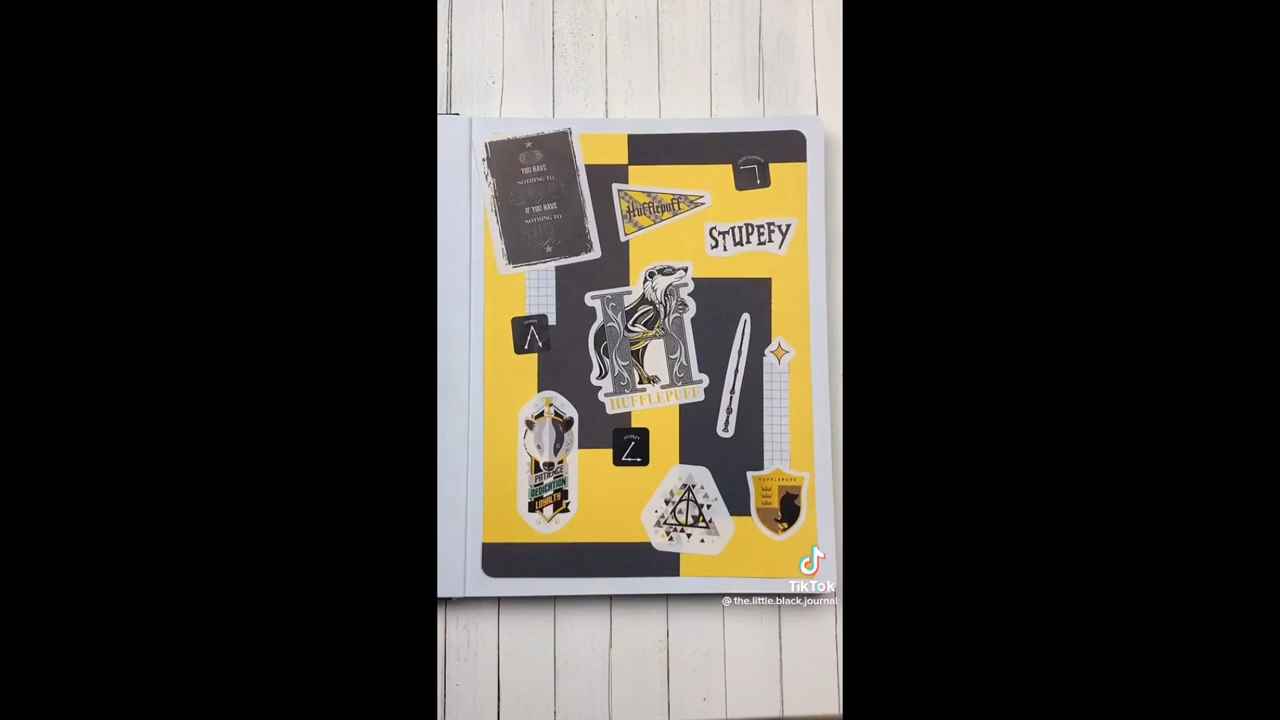 YOU HAVE
NOTHING TO
IF YOU HAVE
NOTHING TO
Hufflepuff
STUPEFY
HUFFLEPUFF
STUPEFY
PATIENCE
DEDICATION
LOYALTY
HUFFLEPUFF
TikTok
@ the.little.black.journal